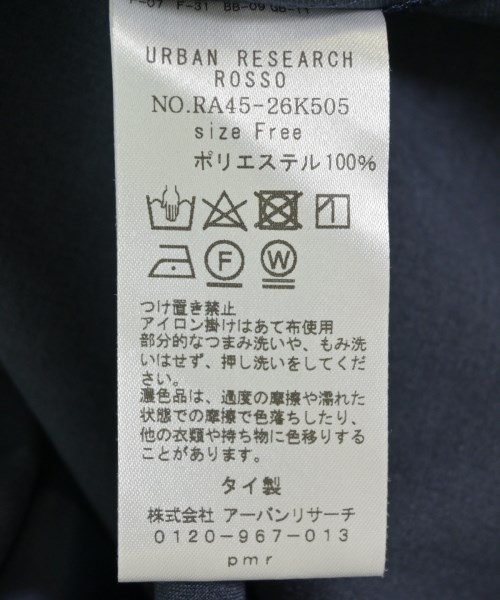 URBAN RESEARCH
ROSSO
NO.RA45-26K505
size Free
ポリエステル100%
F W
つけ置き禁止
アイロン掛けはあて布使用
部分的なつまみ洗いや、もみ洗
いはせず、押し洗いをしてくだ
さい。
濃色品は、過度の摩擦や濡れた
状態での摩擦で色落ちしたり、
他の衣類や持ち物に色移りする
ことがあります。
タイ製
株式会社 アーバンリサーチ
0120-967-013
pmr